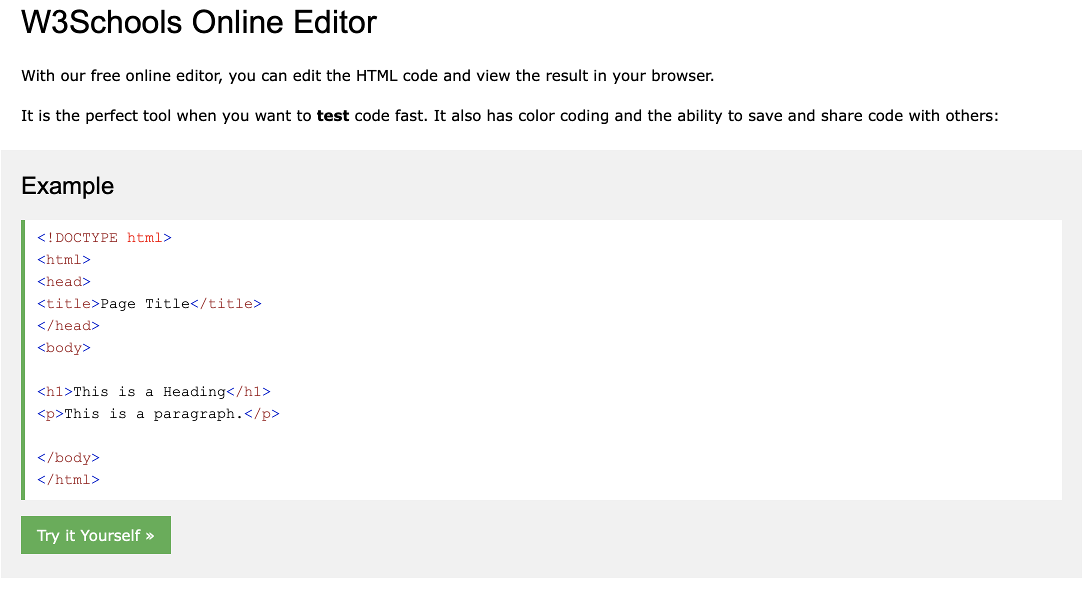 W3Schools Online Editor
With our free online editor, you can edit the HTML code and view the result in your browser.
It is the perfect tool when you want to test code fast. It also has color coding and the ability to save and share code with others:
Example
<!DOCTYPE html>
<html>
<head>
<title>Page Title</title>
</head>
<body>
<h1>This is a Heading</h1>
<p>This is a paragraph.</p>
</body>
</html>
Try it Yourself »